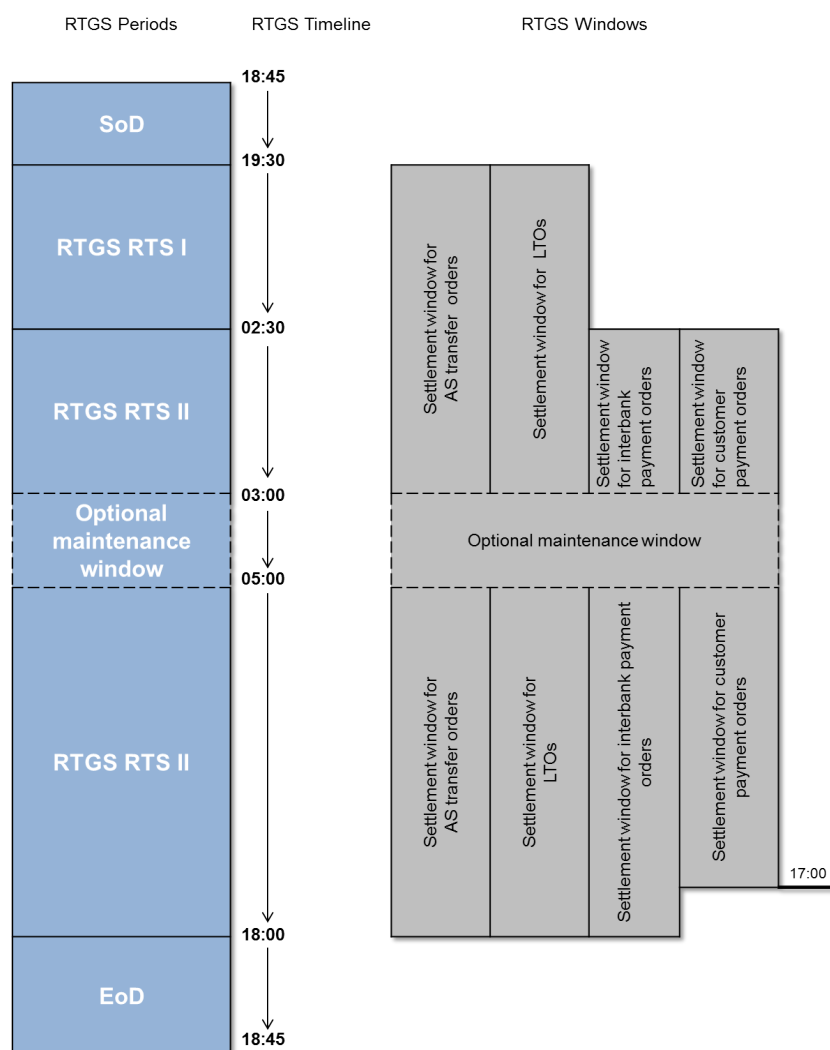 RTGS Periods
RTGS Timeline
RTGS Windows
18:45
SoD
19:30
RTGS RTS I
Settlement window for
AS transfer orders
Settlement window for LTOs
02:30
RTGS RTS II
Settlement window
for interbank
payment orders
Settlement window
for customer
payment orders
03:00
Optional
maintenance
window
Optional maintenance window
05:00
RTGS RTS II
Settlement window for
AS transfer orders
Settlement window for
LTOs
Settlement window for interbank payment
orders
Settlement window for customer
payment orders
17:00
18:00
EoD
18:45